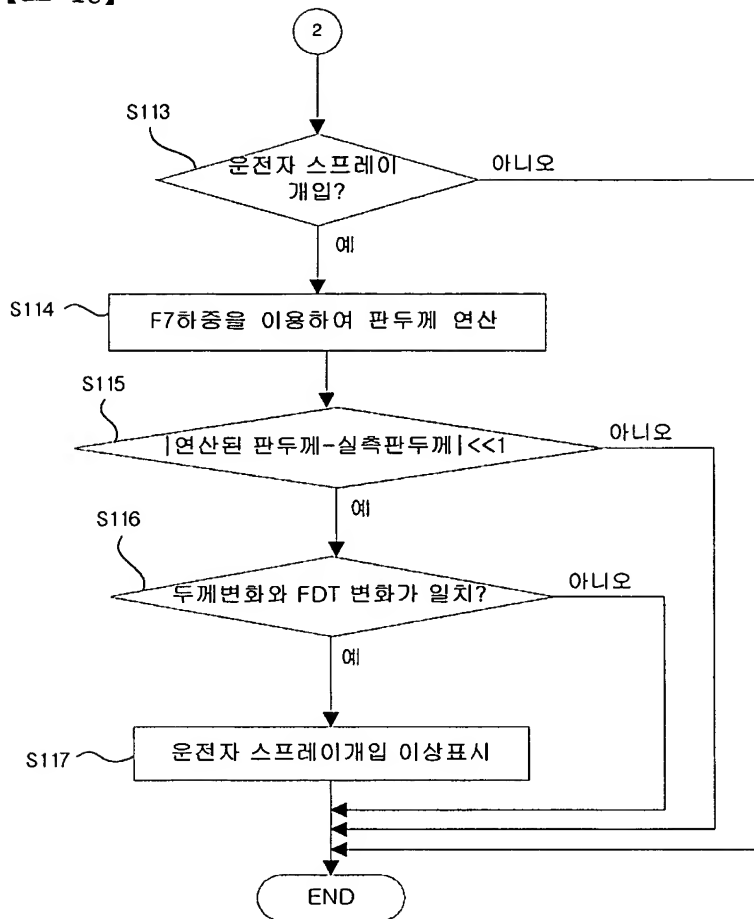 2
S113
운전자 스프레이
개입?
아니오
예
S114
F7하중을 이용하여 판두께 연산
S115
|연산된 판두께-실측판두께|<<1
아니오
예
S116
두께변화와 FDT 변화가 일치?
아니오
예
S117
운전자 스프레이개입 이상표시
END